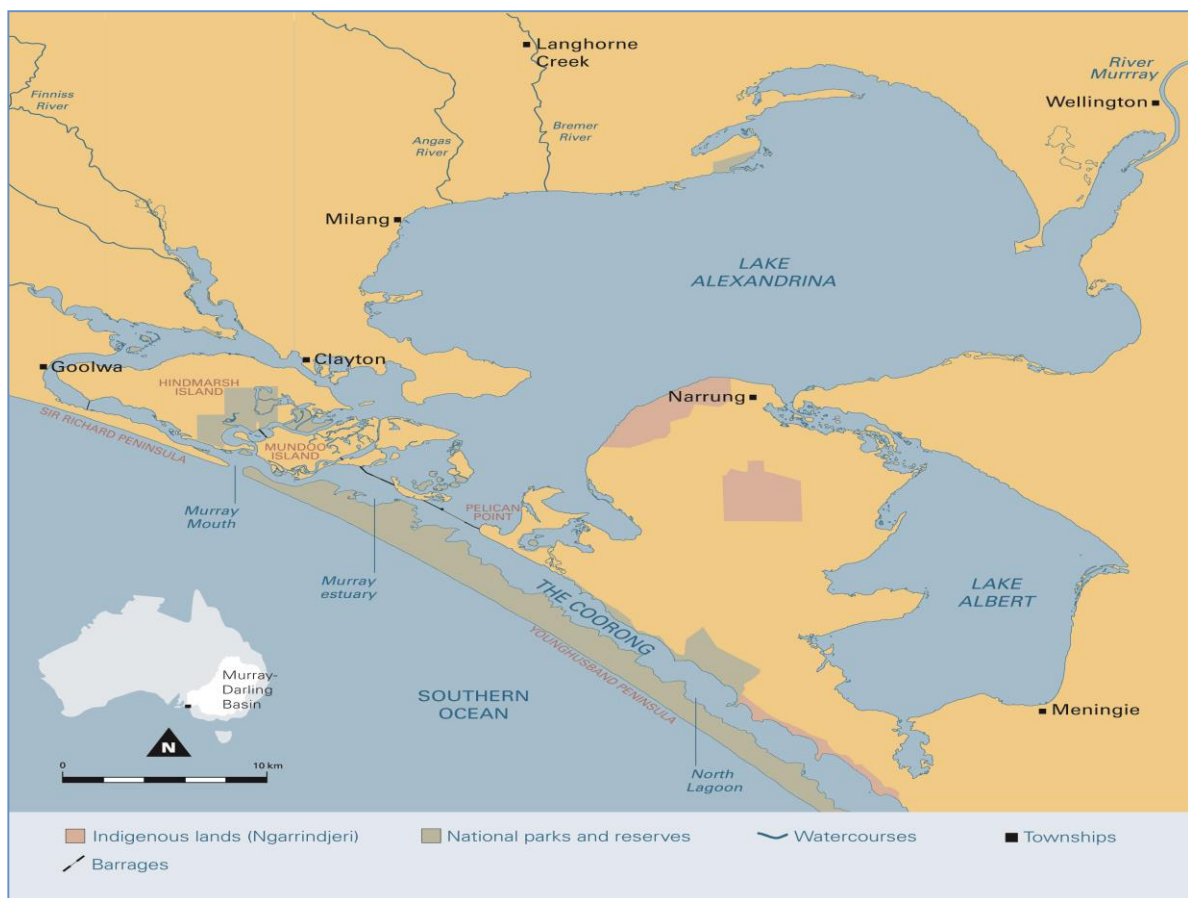 Langhorne
Creek
River
Murrray
Wellington
Finniss
River
Angas
River
Bremer
River
Milang
LAKE
ALEXANDRINA
Goolwa
Clayton
HINDMARSH
ISLAND
Narrung
SIR RICHARD PENINSULA
MUNDOO
ISLAND
Murray
Mouth
PELICAN
POINT
Murray
estuary
THE COORONG
LAKE
ALBERT
YOUNGHUSBAND PENINSULA
Murray-
Darling
Basin
SOUTHERN
OCEAN
Meningie
N
0 10 km
North
Lagoon
Indigenous lands (Ngarrindjeri) National parks and reserves Watercourses Townships
Barrages